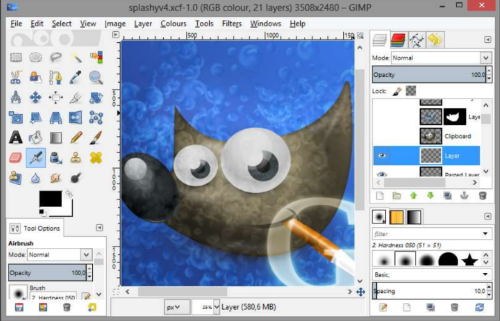 splashyv4.xcf-1.0 (RGB colour, 21 layers) 3508x2480 – GIMP
File Edit Select View Image Layer Colours Tools Filters Windows Help
Mode: Normal
Opacity 100,0
Lock:
Clipboard
Layer
Tool Options
Airbrush
Mode: Normal
Opacity 100,0
Brush
2. Hardness 050
filter
2. Hardness 050 (51 × 51)
Basic,
Spacing 10,0
px
Layer (580,6 MB)